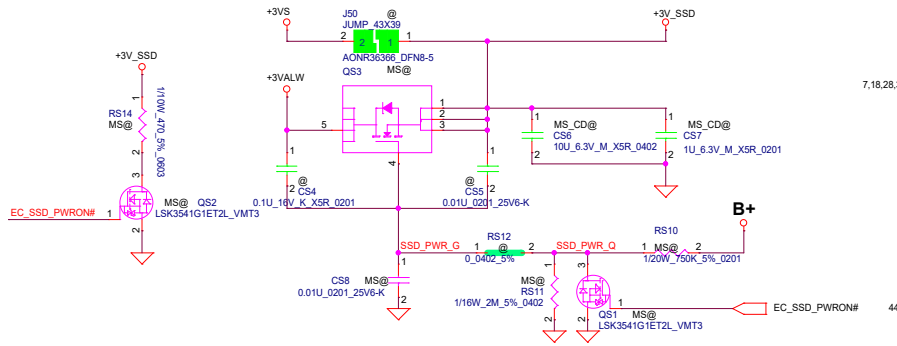 +3VS
J50
@
JUMP_43X39
+3V_SSD
2
2
1
1
AONR36366_DFN8-5
QS3
MS@
+3V_SSD
+3VALW
7,18,28,
1
RS14
MS@
1/10W_470_5%_0603
2
5
1
2
3
4
MS_CD@
CS6
10U_6.3V_M_X5R_0402
1
2
MS_CD@
CS7
1U_6.3V_M_X5R_0201
1
2
1
2
@
CS4
0.1U_16V_K_X5R_0201
1
2
@
CS5
0.01U_0201_25V6-K
3
MS@
QS2
LSK3541G1ET2L_VMT3
EC_SSD_PWRON#
1
2
B+
SSD_PWR_G
1
RS12
@
0_0402_5%
2
SSD_PWR_Q
1
RS10
MS@
2
1/20W_750K_5%_0201
1
CS8
MS@
0.01U_0201_25V6-K
2
1
MS@
RS11
1/16W_2M_5%_0402
2
3
1
2
QS1
MS@
LSK3541G1ET2L_VMT3
EC_SSD_PWRON#
44